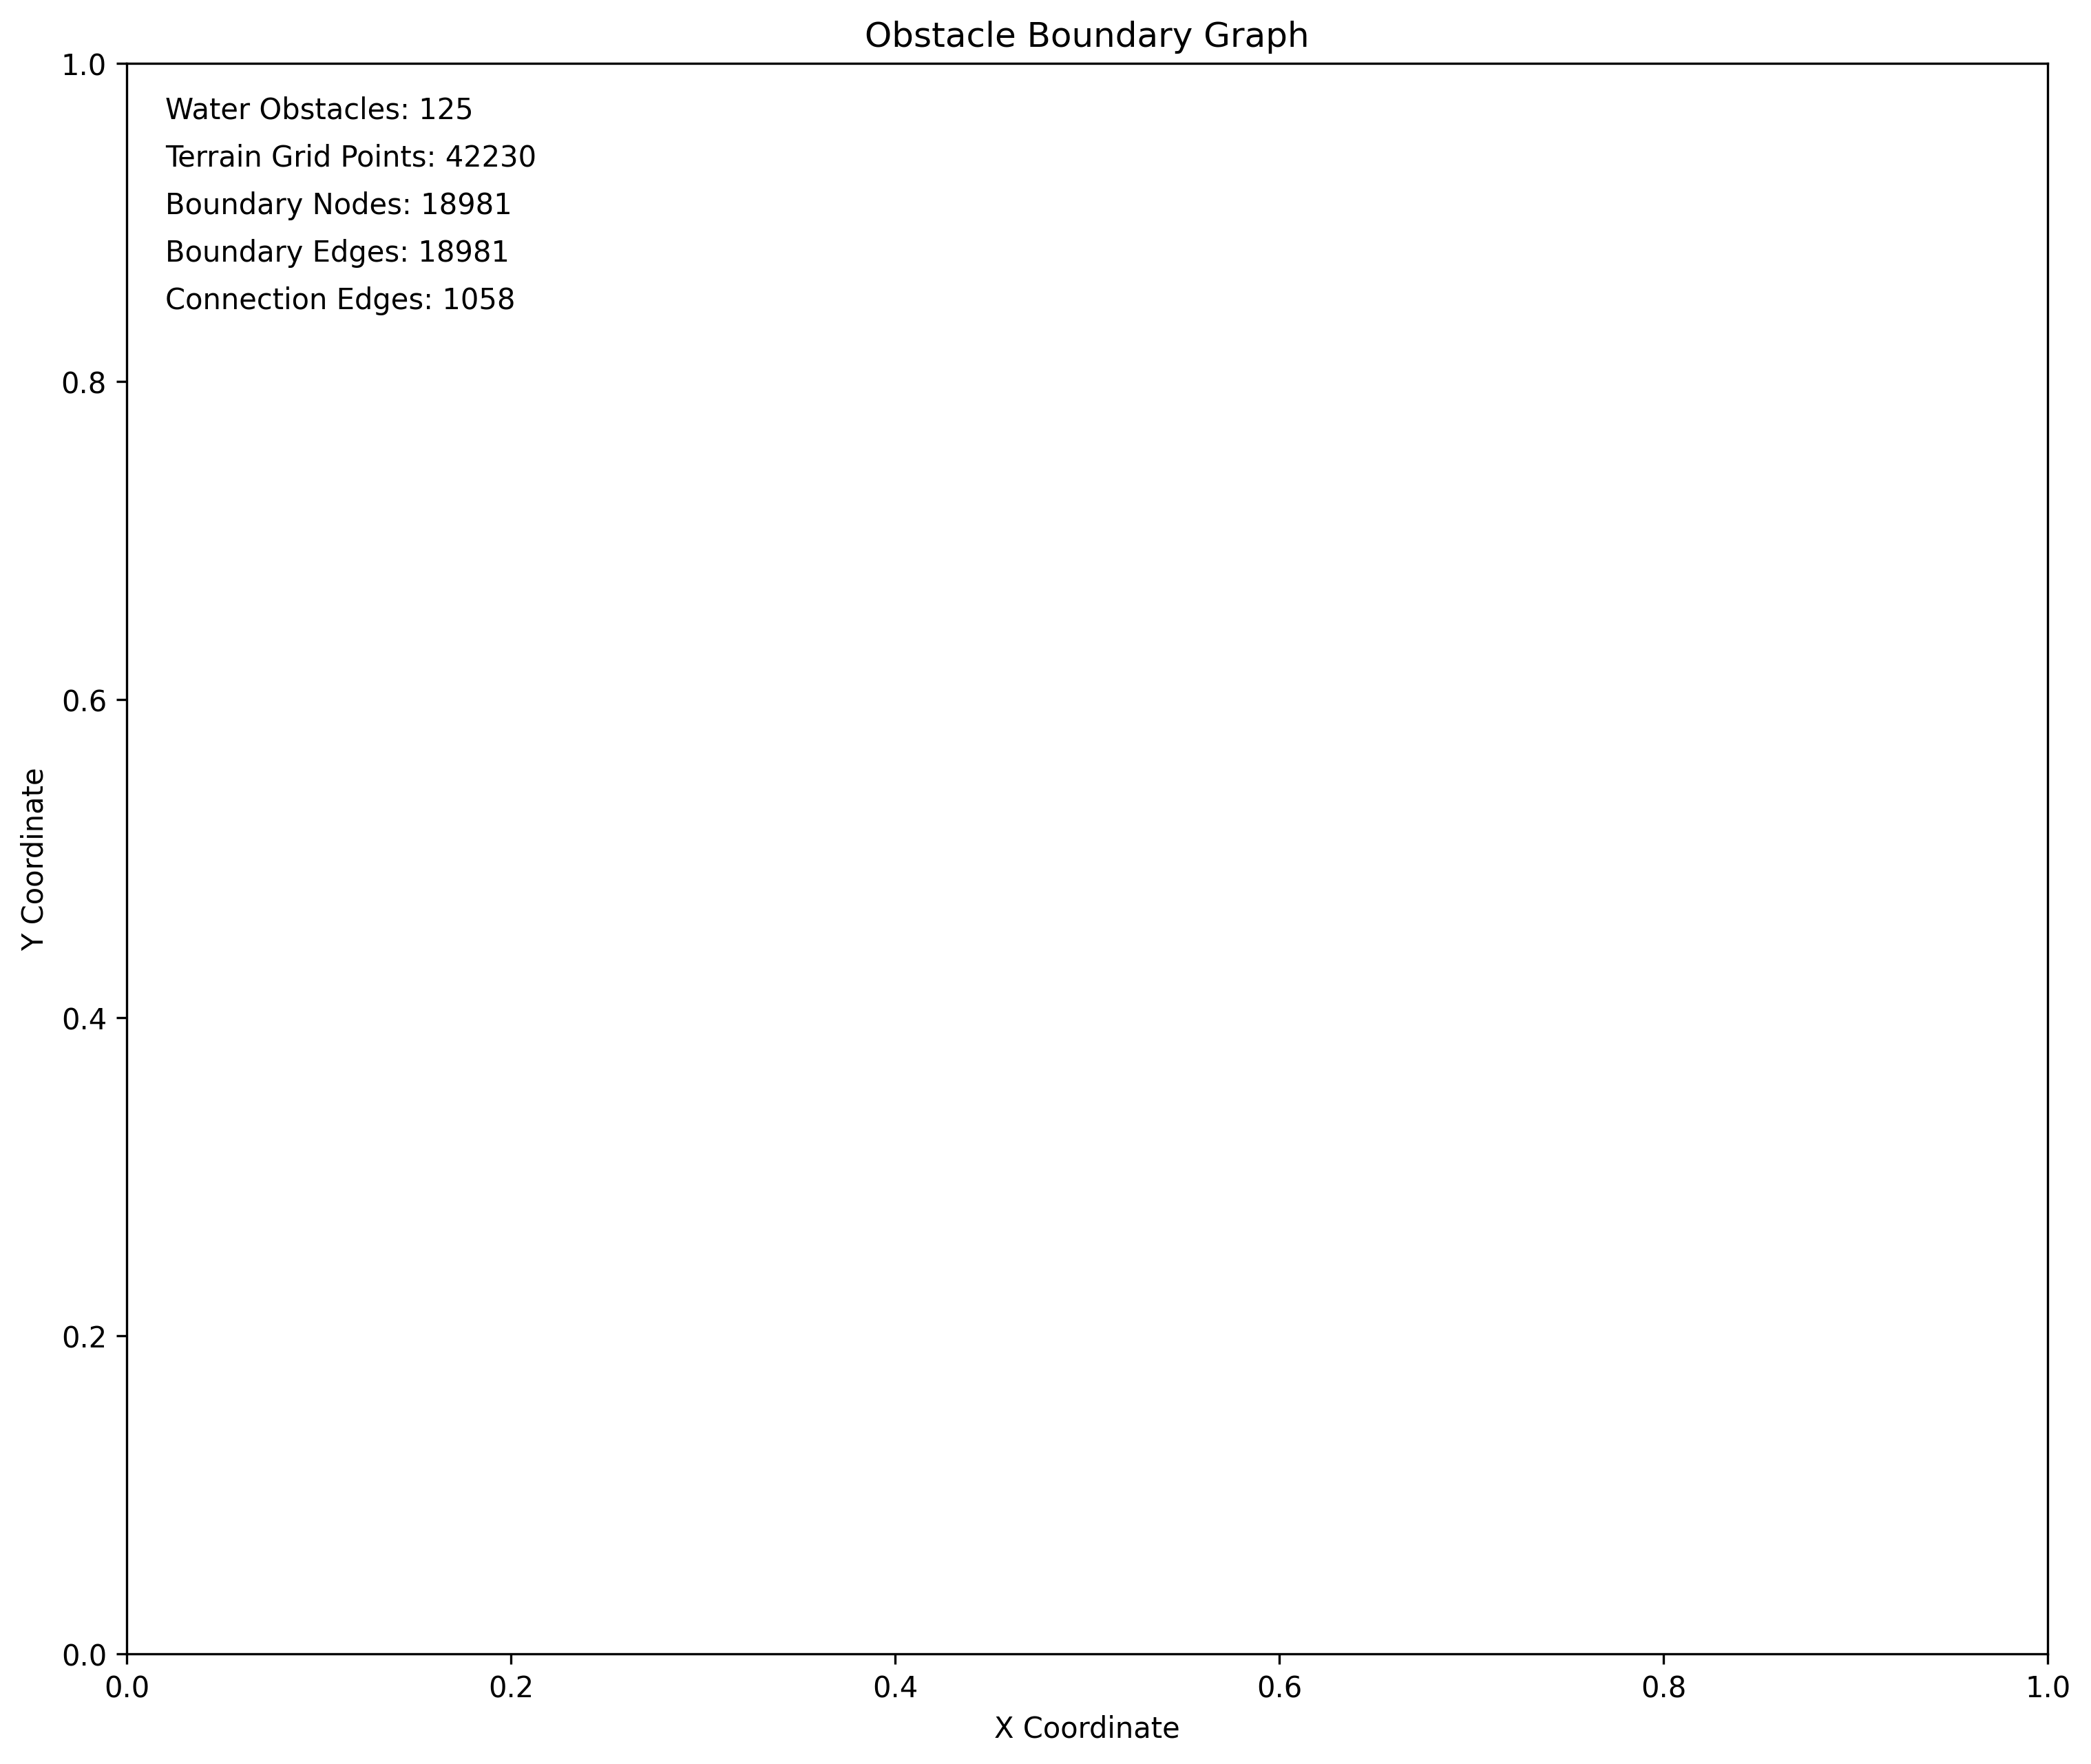 Obstacle Boundary Graph
1.0
Water Obstacles: 125
Terrain Grid Points: 42230
Boundary Nodes: 18981
Boundary Edges: 18981
Connection Edges: 1058
0.8
0.6
Y Coordinate
0.4
0.2
0.0
0.0 0.2 0.4 0.6 0.8 1.0
X Coordinate